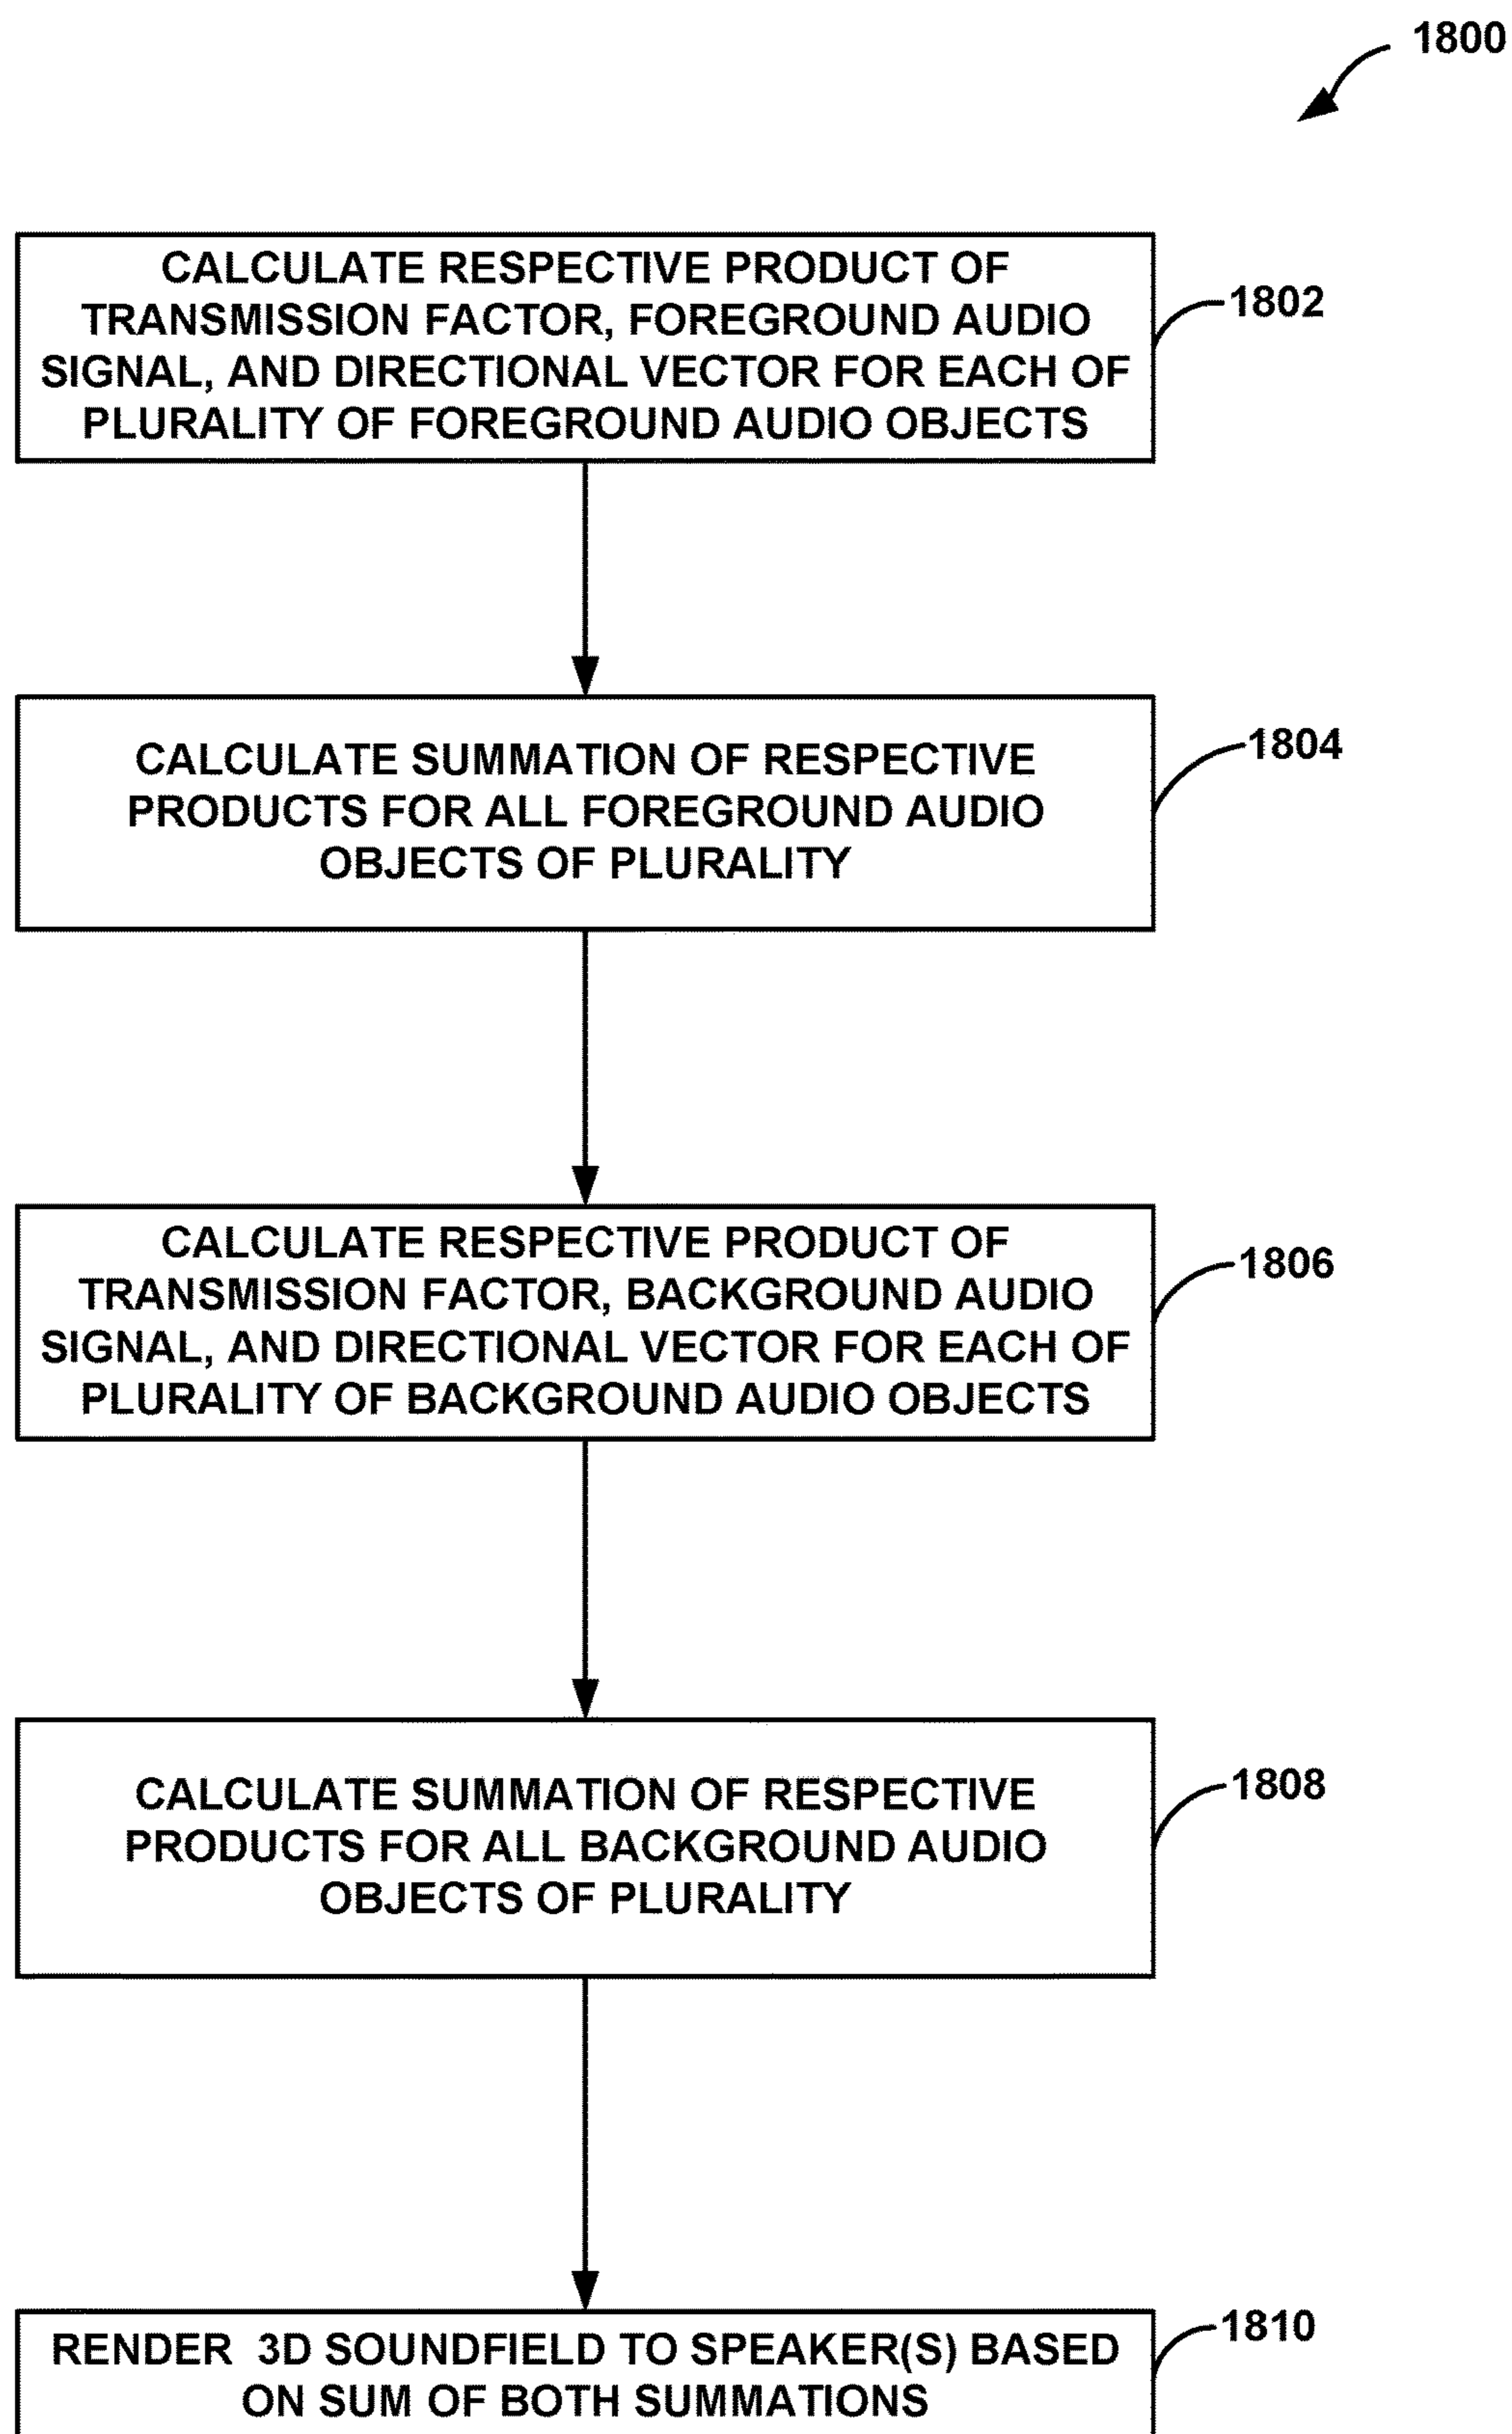 1800
CALCULATE RESPECTIVE PRODUCT OF
TRANSMISSION FACTOR, FOREGROUND AUDIO
SIGNAL, AND DIRECTIONAL VECTOR FOR EACH OF
PLURALITY OF FOREGROUND AUDIO OBJECTS
1802
CALCULATE SUMMATION OF RESPECTIVE
PRODUCTS FOR ALL FOREGROUND AUDIO
OBJECTS OF PLURALITY
1804
CALCULATE RESPECTIVE PRODUCT OF
TRANSMISSION FACTOR, BACKGROUND AUDIO
SIGNAL, AND DIRECTIONAL VECTOR FOR EACH OF
PLURALITY OF BACKGROUND AUDIO OBJECTS
1806
CALCULATE SUMMATION OF RESPECTIVE
PRODUCTS FOR ALL BACKGROUND AUDIO
OBJECTS OF PLURALITY
1808
RENDER 3D SOUNDFIELD TO SPEAKER(S) BASED
ON SUM OF BOTH SUMMATIONS
1810